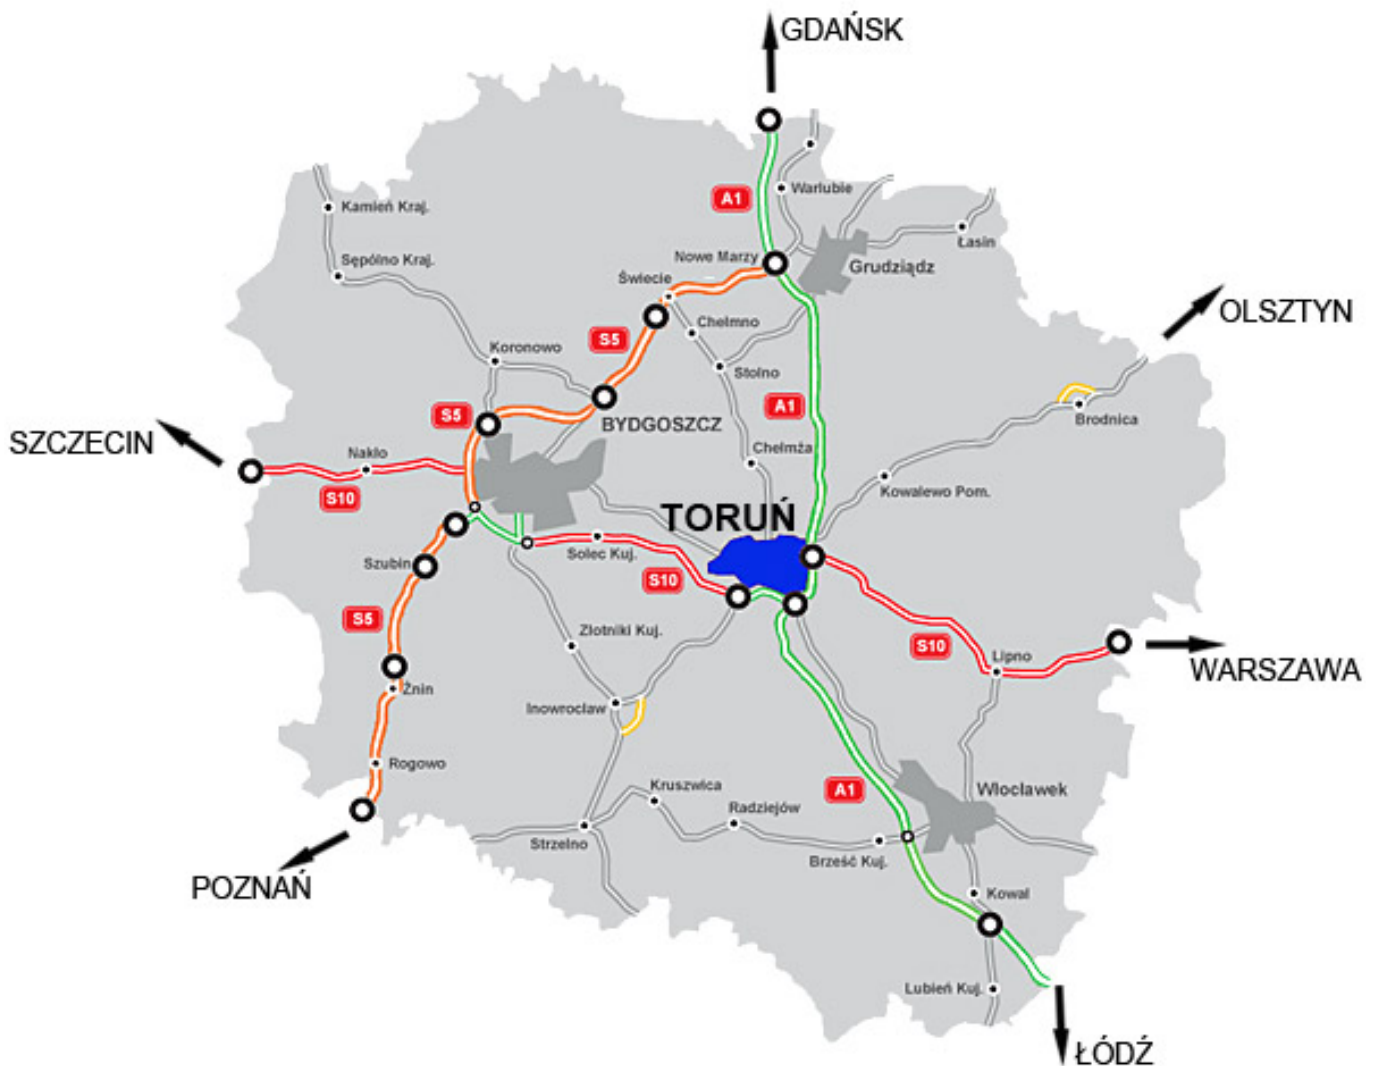 GDAŃSK
A1
Warlubie
Kamień Kraj.
Łasin
Sępólno Kraj.
Nowe Marzy
Grudziądz
Świecie
OLSZTYN
Chełmno
S5
Koronowo
Stolno
A1
S5
BYDGOSZCZ
Brodnica
SZCZECIN
Nakło
Chełmża
S10
Kowalewo Pom.
TORUŃ
Solec Kuj.
Szubin
S10
S5
Złotniki Kuj.
S10
Lipno
WARSZAWA
Żnin
Inowrocław
Rogowo
Kruszwica
A1
Włocławek
Radziejów
Strzelno
Brześć Kuj.
POZNAŃ
Kowal
Lubień Kuj.
ŁÓDŹ